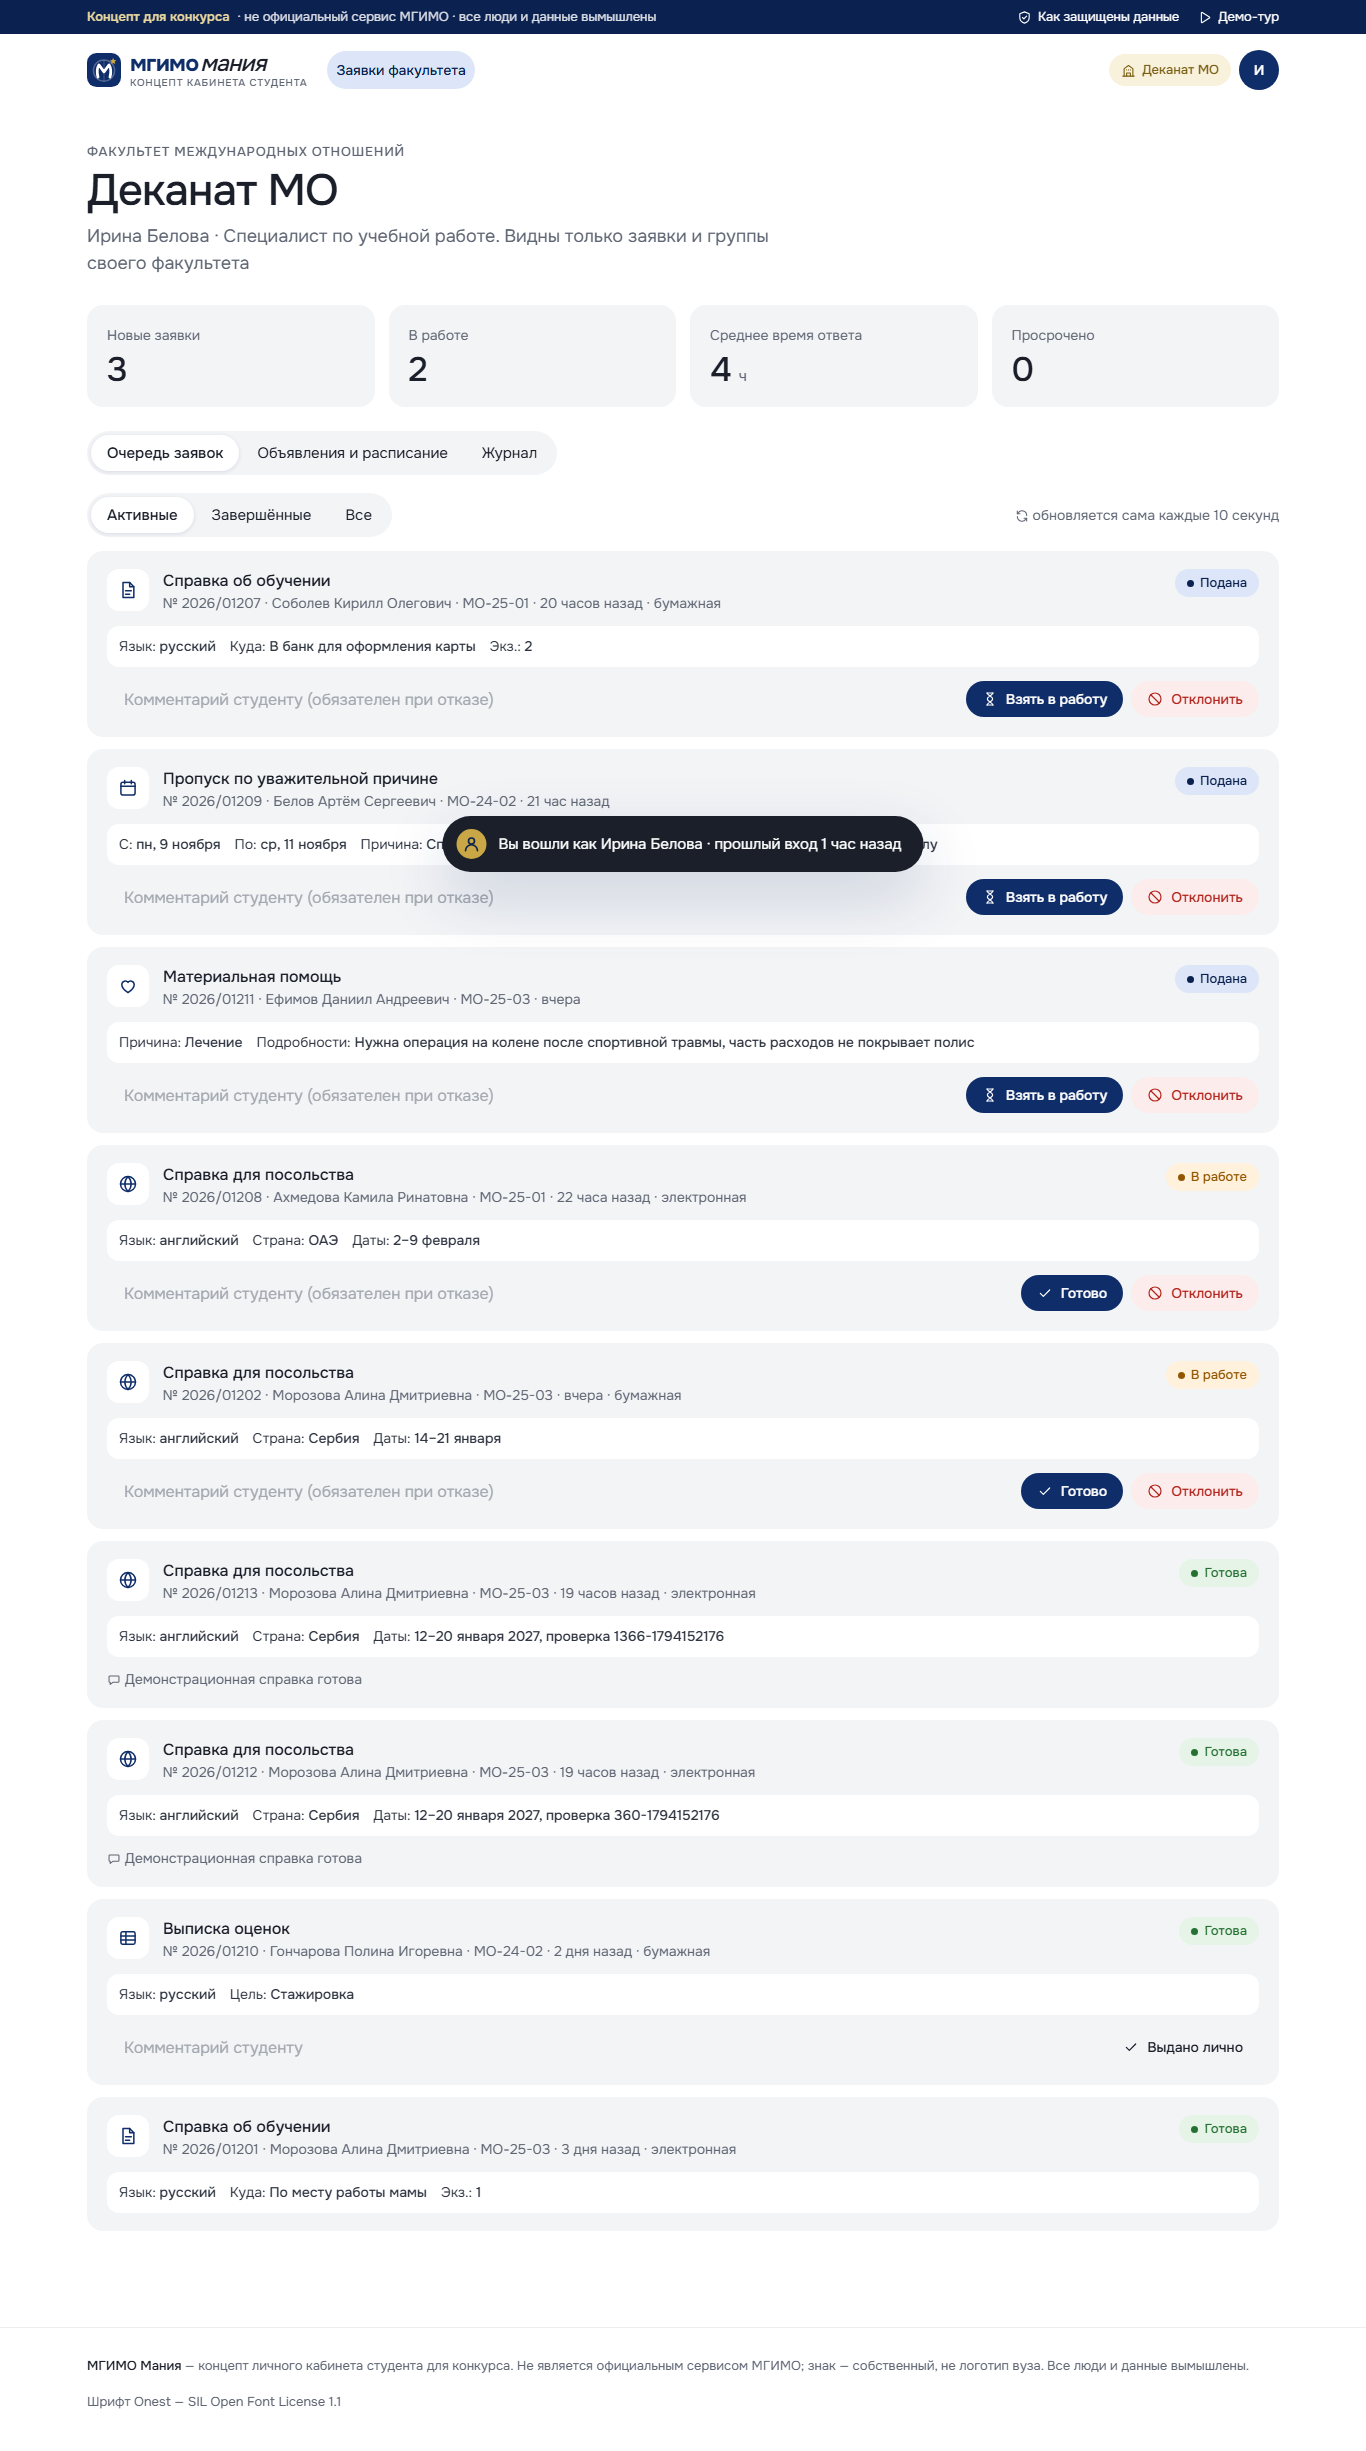 Концепт для конкурса · не официальный сервис МГИМО · все люди и данные вымышлены
Как защищены данные
Демо-тур
МГИМО мания
КОНЦЕПТ КАБИНЕТА СТУДЕНТА
Заявки факультета
Деканат МО
И
ФАКУЛЬТЕТ МЕЖДУНАРОДНЫХ ОТНОШЕНИЙ
Деканат МО
Ирина Белова · Специалист по учебной работе. Видны только заявки и группы
своего факультета
Новые заявки
3
В работе
2
Среднее время ответа
4 ч
Просрочено
0
Очередь заявок
Объявления и расписание
Журнал
Активные
Завершённые
Все
обновляется сама каждые 10 секунд
Справка об обучении
Подана
№ 2026/01207 · Соболев Кирилл Олегович · МО-25-01 · 20 часов назад · бумажная
Язык: русский Куда: В банк для оформления карты Экз.: 2
Комментарий студенту (обязателен при отказе)
Взять в работу
Отклонить
Пропуск по уважительной причине
Подана
№ 2026/01209 · Белов Артём Сергеевич · МО-24-02 · 21 час назад
С: пн, 9 ноября По: ср, 11 ноября Причина:
Вы вошли как Ирина Белова · прошлый вход 1 час назад
Комментарий студенту (обязателен при отказе)
Взять в работу
Отклонить
Материальная помощь
Подана
№ 2026/01211 · Ефимов Даниил Андреевич · МО-25-03 · вчера
Причина: Лечение Подробности: Нужна операция на колене после спортивной травмы, часть расходов не покрывает полис
Комментарий студенту (обязателен при отказе)
Взять в работу
Отклонить
Справка для посольства
В работе
№ 2026/01208 · Ахмедова Камила Ринатовна · МО-25-01 · 22 часа назад · электронная
Язык: английский Страна: ОАЭ Даты: 2–9 февраля
Комментарий студенту (обязателен при отказе)
Готово
Отклонить
Справка для посольства
В работе
№ 2026/01202 · Морозова Алина Дмитриевна · МО-25-03 · вчера · бумажная
Язык: английский Страна: Сербия Даты: 14–21 января
Комментарий студенту (обязателен при отказе)
Готово
Отклонить
Справка для посольства
Готова
№ 2026/01213 · Морозова Алина Дмитриевна · МО-25-03 · 19 часов назад · электронная
Язык: английский Страна: Сербия Даты: 12–20 января 2027, проверка 1366-1794152176
Демонстрационная справка готова
Справка для посольства
Готова
№ 2026/01212 · Морозова Алина Дмитриевна · МО-25-03 · 19 часов назад · электронная
Язык: английский Страна: Сербия Даты: 12–20 января 2027, проверка 360-1794152176
Демонстрационная справка готова
Выписка оценок
Готова
№ 2026/01210 · Гончарова Полина Игоревна · МО-24-02 · 2 дня назад · бумажная
Язык: русский Цель: Стажировка
Комментарий студенту
Выдано лично
Справка об обучении
Готова
№ 2026/01201 · Морозова Алина Дмитриевна · МО-25-03 · 3 дня назад · электронная
Язык: русский Куда: По месту работы мамы Экз.: 1
МГИМО Мания — концепт личного кабинета студента для конкурса. Не является официальным сервисом МГИМО; знак — собственный, не логотип вуза. Все люди и данные вымышлены.
Шрифт Onest — SIL Open Font License 1.1